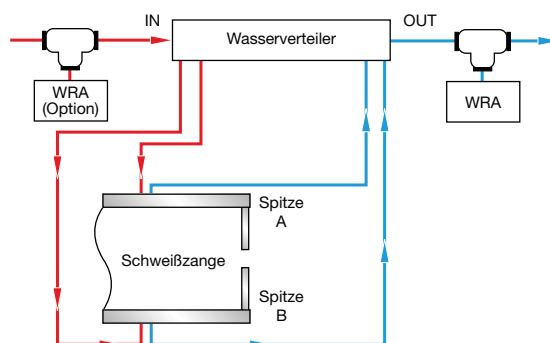 IN
OUT
Wasserverteiler
WRA
(Option)
WRA
Spitze
A
Schweißzange
Spitze
B